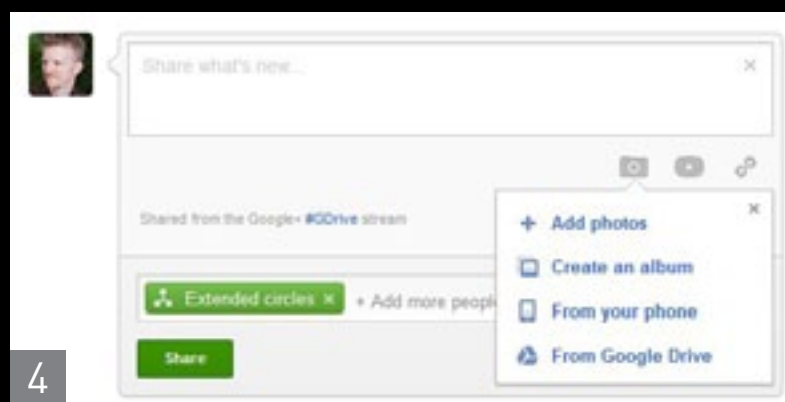 Share what's new...
Shared from the Google+ #GDrive stream
+ Add photos
Create an album
From your phone
From Google Drive
Extended circles × + Add more people
Share
4